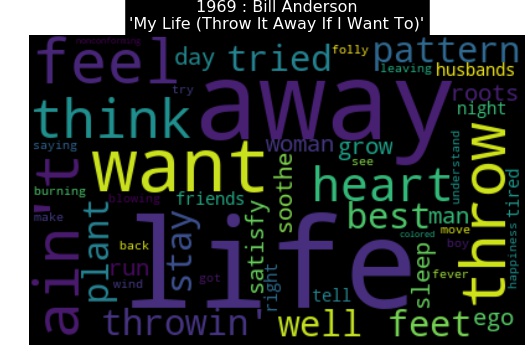 1969 : Bill Anderson
'My Life (Throw It Away If I Want To)'
nonconforming
feel
day
tried
folly
pattern
leaving
husbands
try
away
roots
think
night
saying
woman
grow
see
understand
want
heart
tired
burning
blowing
friends
soothe
throw
ain't
plant
stay
satisfy
best
man
make
back
life
colored
move
boy
happiness
run
wind
got
right
tell
sleep
fever
throwin'
well
feet
ego